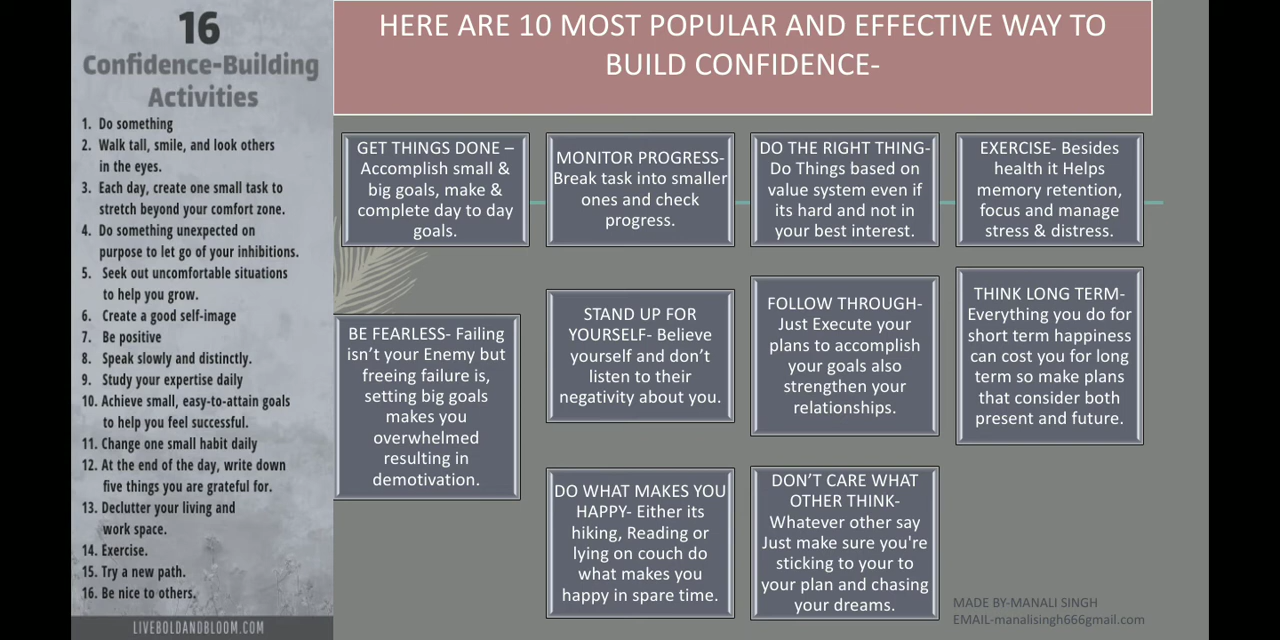 16
Confidence-Building
Activities
1. Do something
2. Walk tall, smile, and look others
in the eyes.
3. Each day, create one small task to
stretch beyond your comfort zone.
4. Do something unexpected on
purpose to let go of your inhibitions.
5. Seek out uncomfortable situations
to help you grow.
6. Create a good self-image
7. Be positive
8. Speak slowly and distinctly.
9. Study your expertise daily
10. Achieve small, easy-to-attain goals
to help you feel successful.
11. Change one small habit daily
12. At the end of the day, write down
five things you are grateful for.
13. Declutter your living and
work space.
14. Exercise.
15. Try a new path.
16. Be nice to others.
LIVEBOLDANDBLOOM.COM
HERE ARE 10 MOST POPULAR AND EFFECTIVE WAY TO
BUILD CONFIDENCE-
GET THINGS DONE –
Accomplish small &
big goals, make &
complete day to day
goals.
MONITOR PROGRESS-
Break task into smaller
ones and check
progress.
DO THE RIGHT THING-
Do Things based on
value system even if
its hard and not in
your best interest.
EXERCISE- Besides
health it Helps
memory retention,
focus and manage
stress & distress.
BE FEARLESS- Failing
isn't your Enemy but
freeing failure is,
setting big goals
makes you
overwhelmed
resulting in
demotivation.
STAND UP FOR
YOURSELF- Believe
yourself and don't
listen to their
negativity about you.
FOLLOW THROUGH-
Just Execute your
plans to accomplish
your goals also
strengthen your
relationships.
THINK LONG TERM-
Everything you do for
short term happiness
can cost you for long
term so make plans
that consider both
present and future.
DO WHAT MAKES YOU
HAPPY- Either its
hiking, Reading or
lying on couch do
what makes you
happy in spare time.
DON'T CARE WHAT
OTHER THINK-
Whatever other say
Just make sure you're
sticking to your to
your plan and chasing
your dreams.
MADE BY-MANALI SINGH
EMAIL-manalisingh666gmail.com